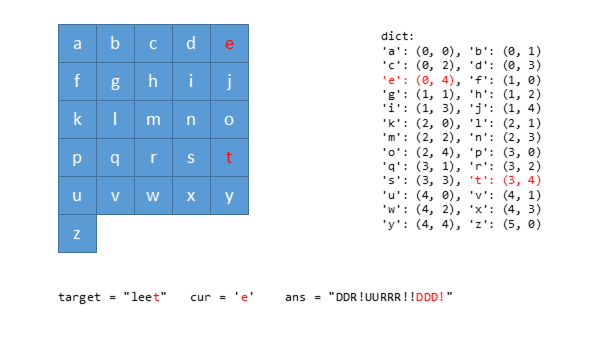 a b c d e
f g h i j
k l m n o
p q r s t
u v w x y
z
dict:
'a': (0, 0), 'b': (0, 1)
'c': (0, 2), 'd': (0, 3)
'e': (0, 4), 'f': (1, 0)
'g': (1, 1), 'h': (1, 2)
'i': (1, 3), 'j': (1, 4)
'k': (2, 0), 'l': (2, 1)
'm': (2, 2), 'n': (2, 3)
'o': (2, 4), 'p': (3, 0)
'q': (3, 1), 'r': (3, 2)
's': (3, 3), 't': (3, 4)
'u': (4, 0), 'v': (4, 1)
'w': (4, 2), 'x': (4, 3)
'y': (4, 4), 'z': (5, 0)
target = "leet" cur = 'e' ans = "DDR!UURRR!!DDD!"